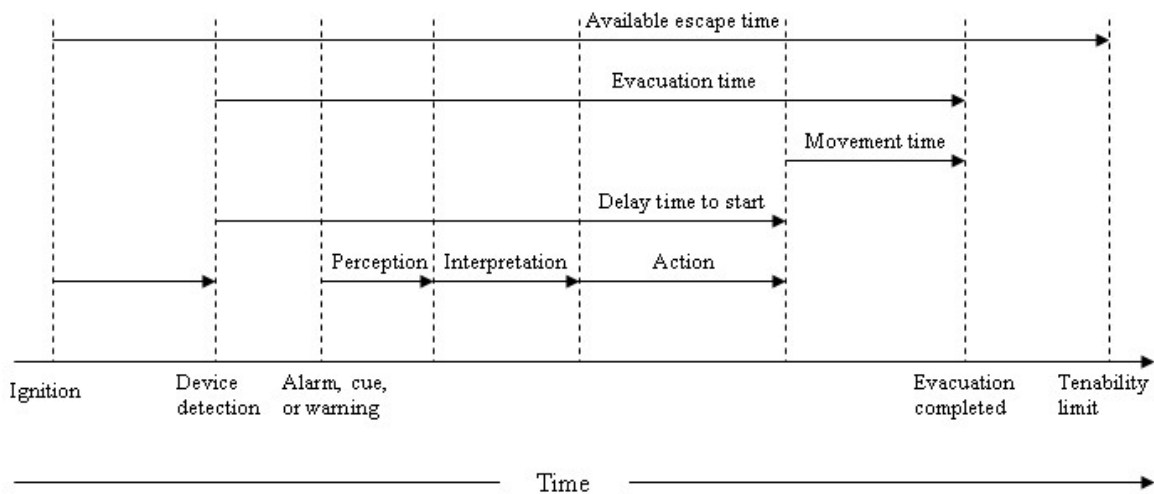 Available escape time
Evacuation time
Movement time
Delay time to start
Perception
Interpretation
Action
Ignition
Device
detection
Alarm, cue,
or warning
Evacuation
completed
Tenability
limit
Time